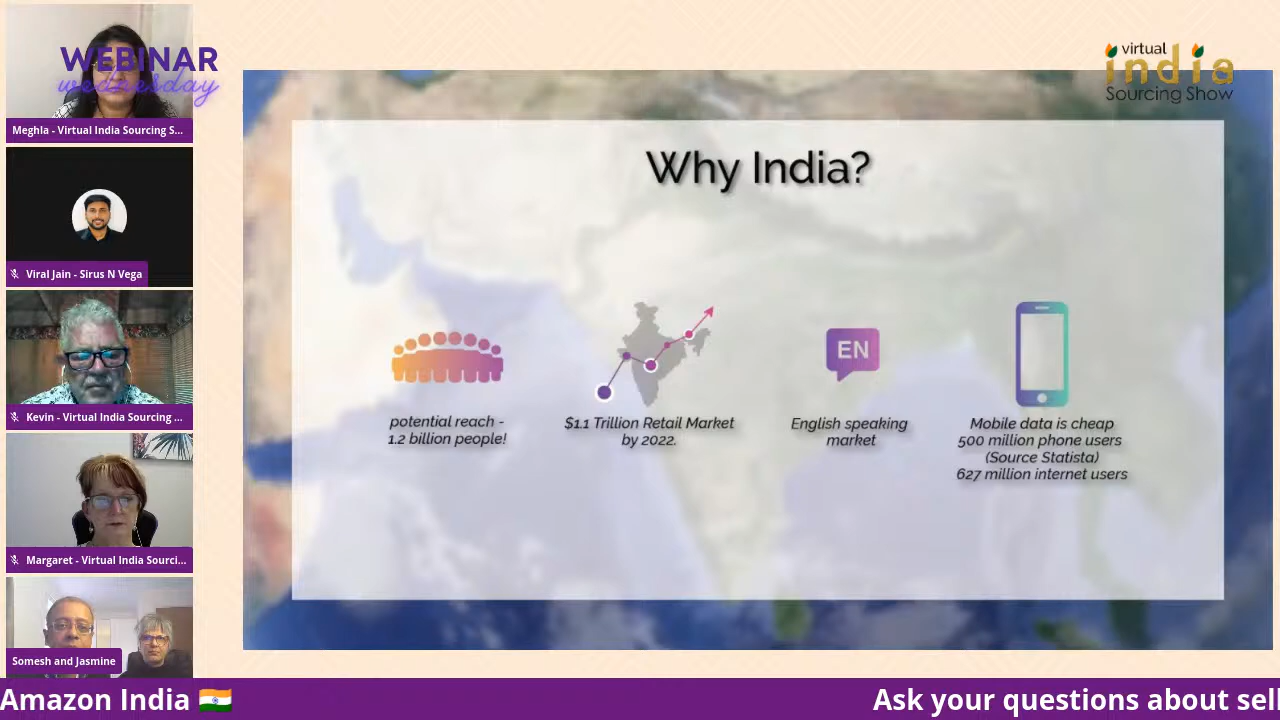 WEBINAR
wednesday
Meghla - Virtual India Sourcing S...
Viral Jain - Sirus N Vega
Kevin - Virtual India Sourcing ...
Margaret - Virtual India Sourci...
Somesh and Jasmine
virtual
india
Sourcing Show
Why India?
potential reach -
1.2 billion people!
$1.1 Trillion Retail Market
by 2022.
EN
English speaking
market
Mobile data is cheap
500 million phone users
(Source Statista)
627 million internet users
Amazon India 🇮🇳
Ask your questions about sell